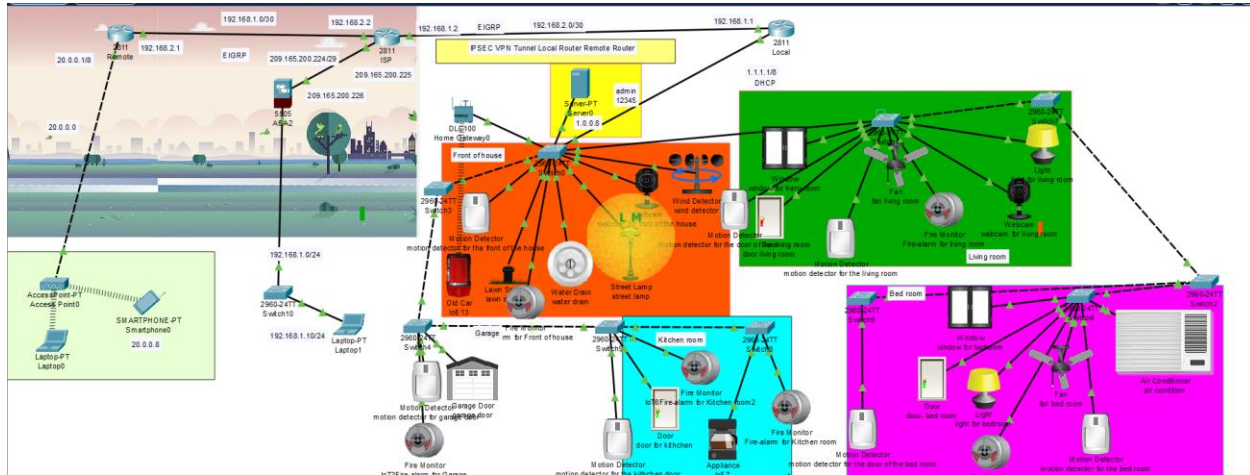 192.168.1.0/30
192.168.2.2
192.168.1.2
EIGRP
192.168.2.0/30
192.168.1.1
2811
Remote
192.168.2.1
2811
ISP
2811
Local
20.0.0.1/8
EIGRP
209.165.200.224/29
209.165.200.225
IPSEC VPN Tunnel Local Router Remote Router
5505
ASA2
209.165.200.226
Server-PT
Server0
1.0.0.8
admin
12345
1.1.1.1/8
DHCP
20.0.0.0
Home Gateway0
Front of house
2960-24TT
Switch3
Motion Detector
motion detector for the front of the house
Wind Detector
wind detector
Old Car
IoE13
Water Drain
water drain
L M
Street Lamp
street lamp
Window
window for living room
Fan
fan living room
Light
Motion Detector
door living room
Motion Detector
motion detector for the living room
Fire Monitor
Fire-alarm for living room
Webcam
webcam for living room
Living room
192.168.1.0/24
2960-24TT
Switch10
192.168.1.10/24
Laptop-PT
Laptop1
Access Point-PT
Access Point0
SMARTPHONE-PT
Smartphone0
20.0.0.8
Laptop-PT
Laptop0
2960-24TT
Switch4
Garage
Motion Detector
Garage Door
Fire Monitor
2960-24TT
Kitchen room
2960-24TT
Fire Monitor
Door
door for kithchen
Appliance
Fire Monitor
Fire-alarm for Kitchen room
Bed room
2960-24TT
Switch2
Window
Air Conditioner
air condition
Door
door- bed room
Light
light for bedroom
Fan
fan bed room
Motion Detector
motion detector for the door of the bed room
Motion Detector
motion detector for the bed room